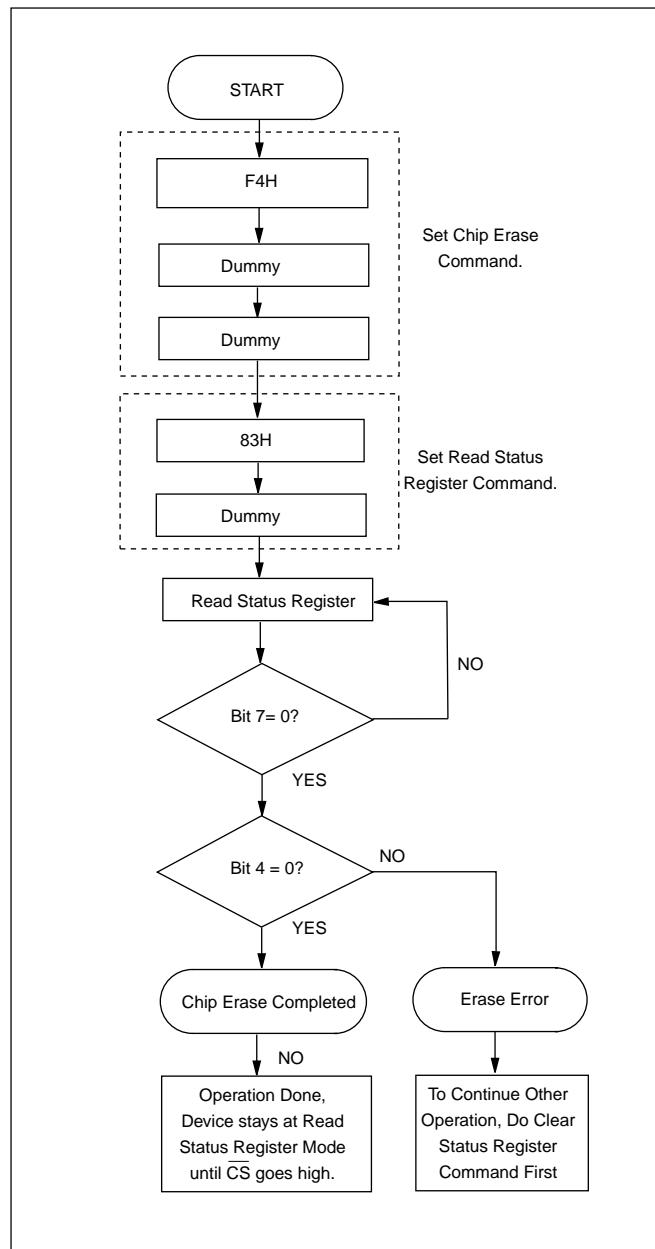 START
F4H
Set Chip Erase
Command.
Dummy
Dummy
83H
Set Read Status
Register Command.
Dummy
Read Status Register
NO
Bit 7= 0?
YES
Bit 4 = 0?
NO
YES
Chip Erase Completed
Erase Error
NO
Operation Done,
Device stays at Read
Status Register Mode
until C̅S̅ goes high.
To Continue Other
Operation, Do Clear
Status Register
Command First